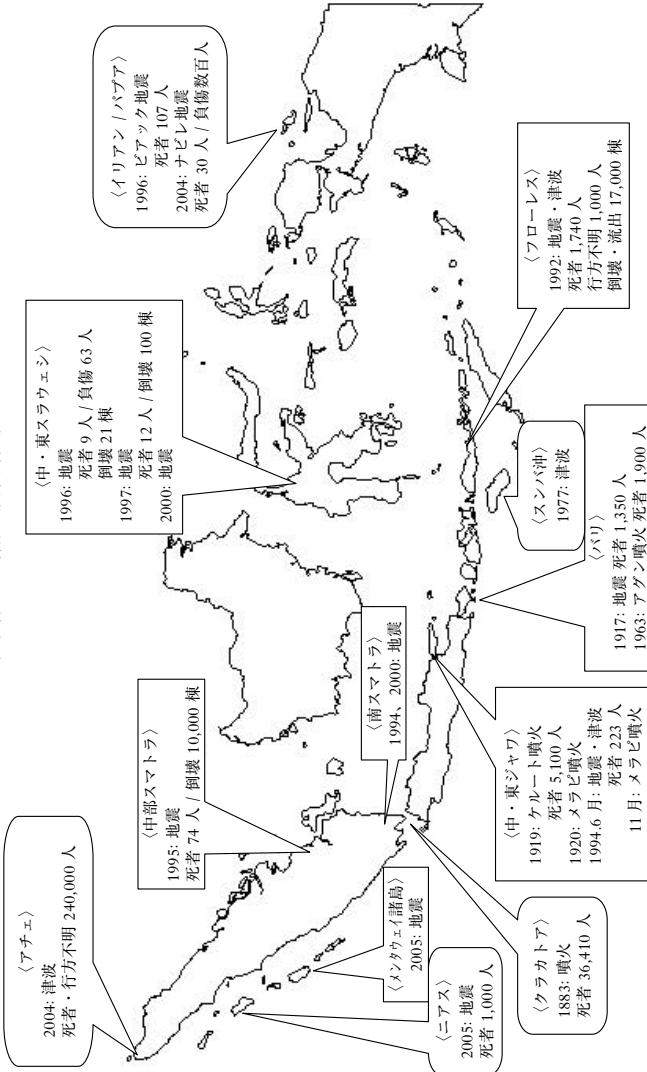 〈アチェ〉
2004: 津波
死者・行方不明 240,000 人
〈中部スマトラ〉
1995: 地震
死者 74 人 / 倒壊 10,000 棟
〈中・東スラウェシ〉
1996: 地震
死者 9 人 / 負傷 63 人
倒壊 21 棟
1997: 地震
死者 12 人 / 倒壊 100 棟
2000: 地震
〈イリアン / パプア〉
1996: ビアック地震
死者 107 人
2004: ナビレ地震
死者 30 人 / 負傷数百人
〈南スマトラ〉
1994、2000: 地震
〈メンタウェイ諸島〉
2005: 地震
〈ニアス〉
2005: 地震
死者 1,000 人
〈クラカトア〉
1883: 噴火
死者 36,410 人
〈中・東ジャワ〉
1919: ケルート噴火
死者 5,100 人
1920: メラピ噴火
1994.6 月: 地震・津波
死者 223 人
11 月: メラピ噴火
〈バリ〉
1917: 地震 死者 1,350 人
1963: アグン噴火 死者 1,900 人
〈スンバ沖〉
1977: 津波
〈フローレス〉
1992: 地震・津波
死者 1,740 人
行方不明 1,000 人
倒壊・流出 17,000 棟